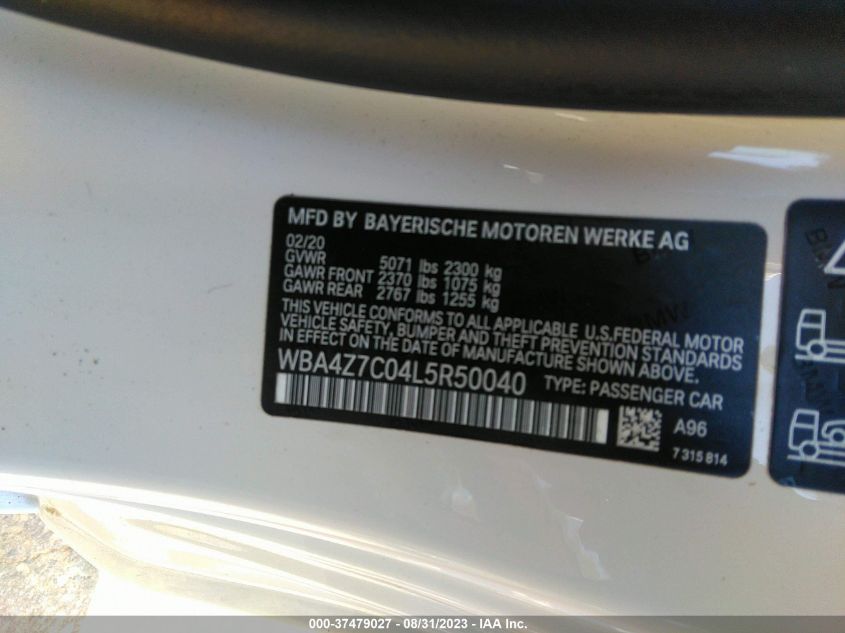 MFD BY BAYERISCHE MOTOREN WERKE AG
02/20
GVWR 5071 lbs 2300 kg
GAWR FRONT 2370 lbs 1075 kg
GAWR REAR 2767 lbs 1255 kg
THIS VEHICLE CONFORMS TO ALL APPLICABLE U.S.FEDERAL MOTOR
VEHICLE SAFETY, BUMPER AND THEFT PREVENTION STANDARDS
IN EFFECT ON THE DATE OF MANUFACTURE SHOWN ABOVE.
WBA4Z7C04L5R50040 TYPE: PASSENGER CAR
A96
7 315 814
000-37479027 - 08/31/2023 - IAA Inc.